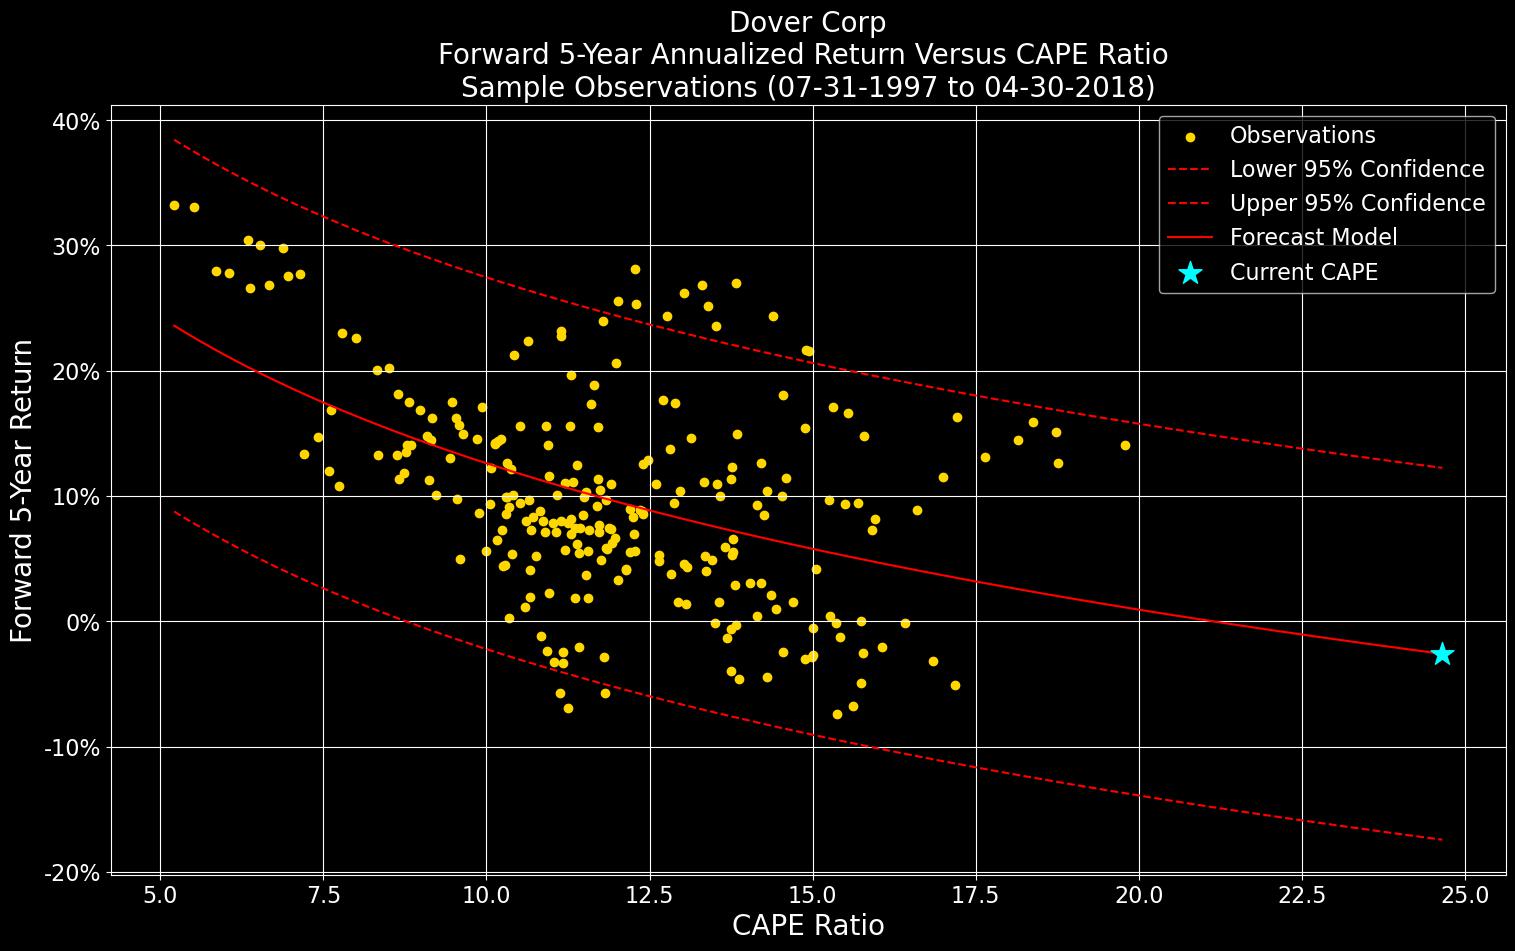 Dover Corp
Forward 5-Year Annualized Return Versus CAPE Ratio
Sample Observations (07-31-1997 to 04-30-2018)
Observations
Lower 95% Confidence
Upper 95% Confidence
Forecast Model
Current CAPE
Forward 5-Year Return
40%
30%
20%
10%
0%
-10%
-20%
5.0 7.5 10.0 12.5 15.0 17.5 20.0 22.5 25.0
CAPE Ratio